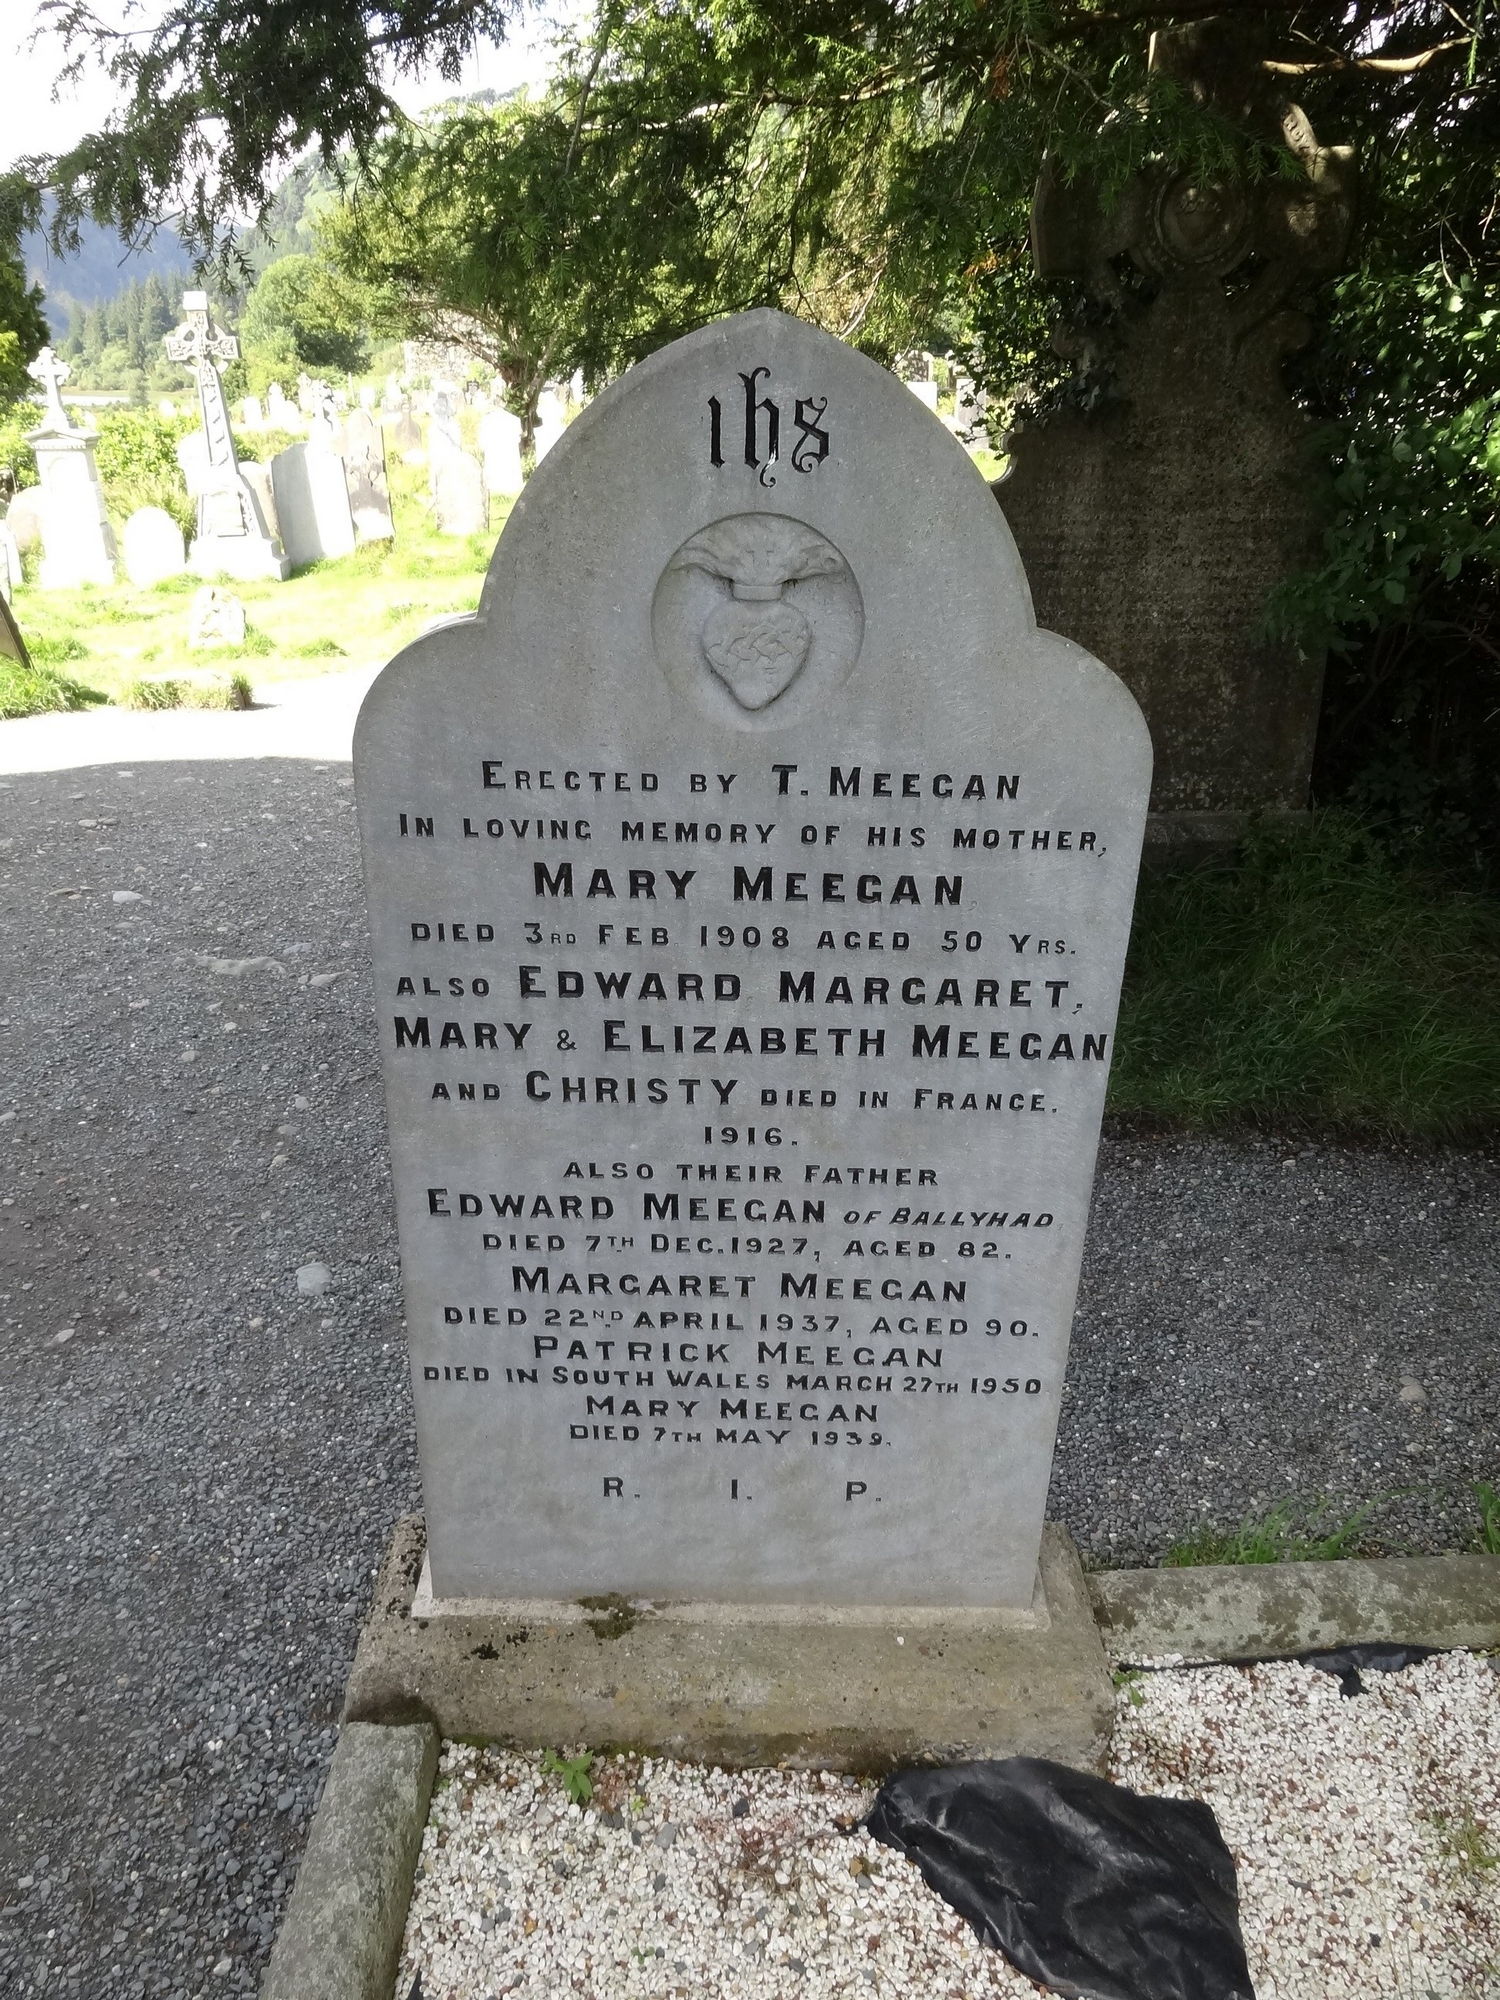 ihs
ERECTED BY T. MEEGAN
IN LOVING MEMORY OF HIS MOTHER,
MARY MEEGAN,
DIED 3RD FEB 1908 AGED 50 YRS.
ALSO EDWARD, MARGARET,
MARY & ELIZABETH MEEGAN
AND CHRISTY DIED IN FRANCE.
1916.
ALSO THEIR FATHER
EDWARD MEEGAN OF BALLYHAD,
DIED 7TH DEC. 1927, AGED 82.
MARGARET MEEGAN
DIED 22ND APRIL 1937, AGED 90.
PATRICK MEEGAN
DIED IN SOUTH WALES MARCH 27TH 1950
MARY MEEGAN
DIED 7TH MAY 1939.
R. I. P.